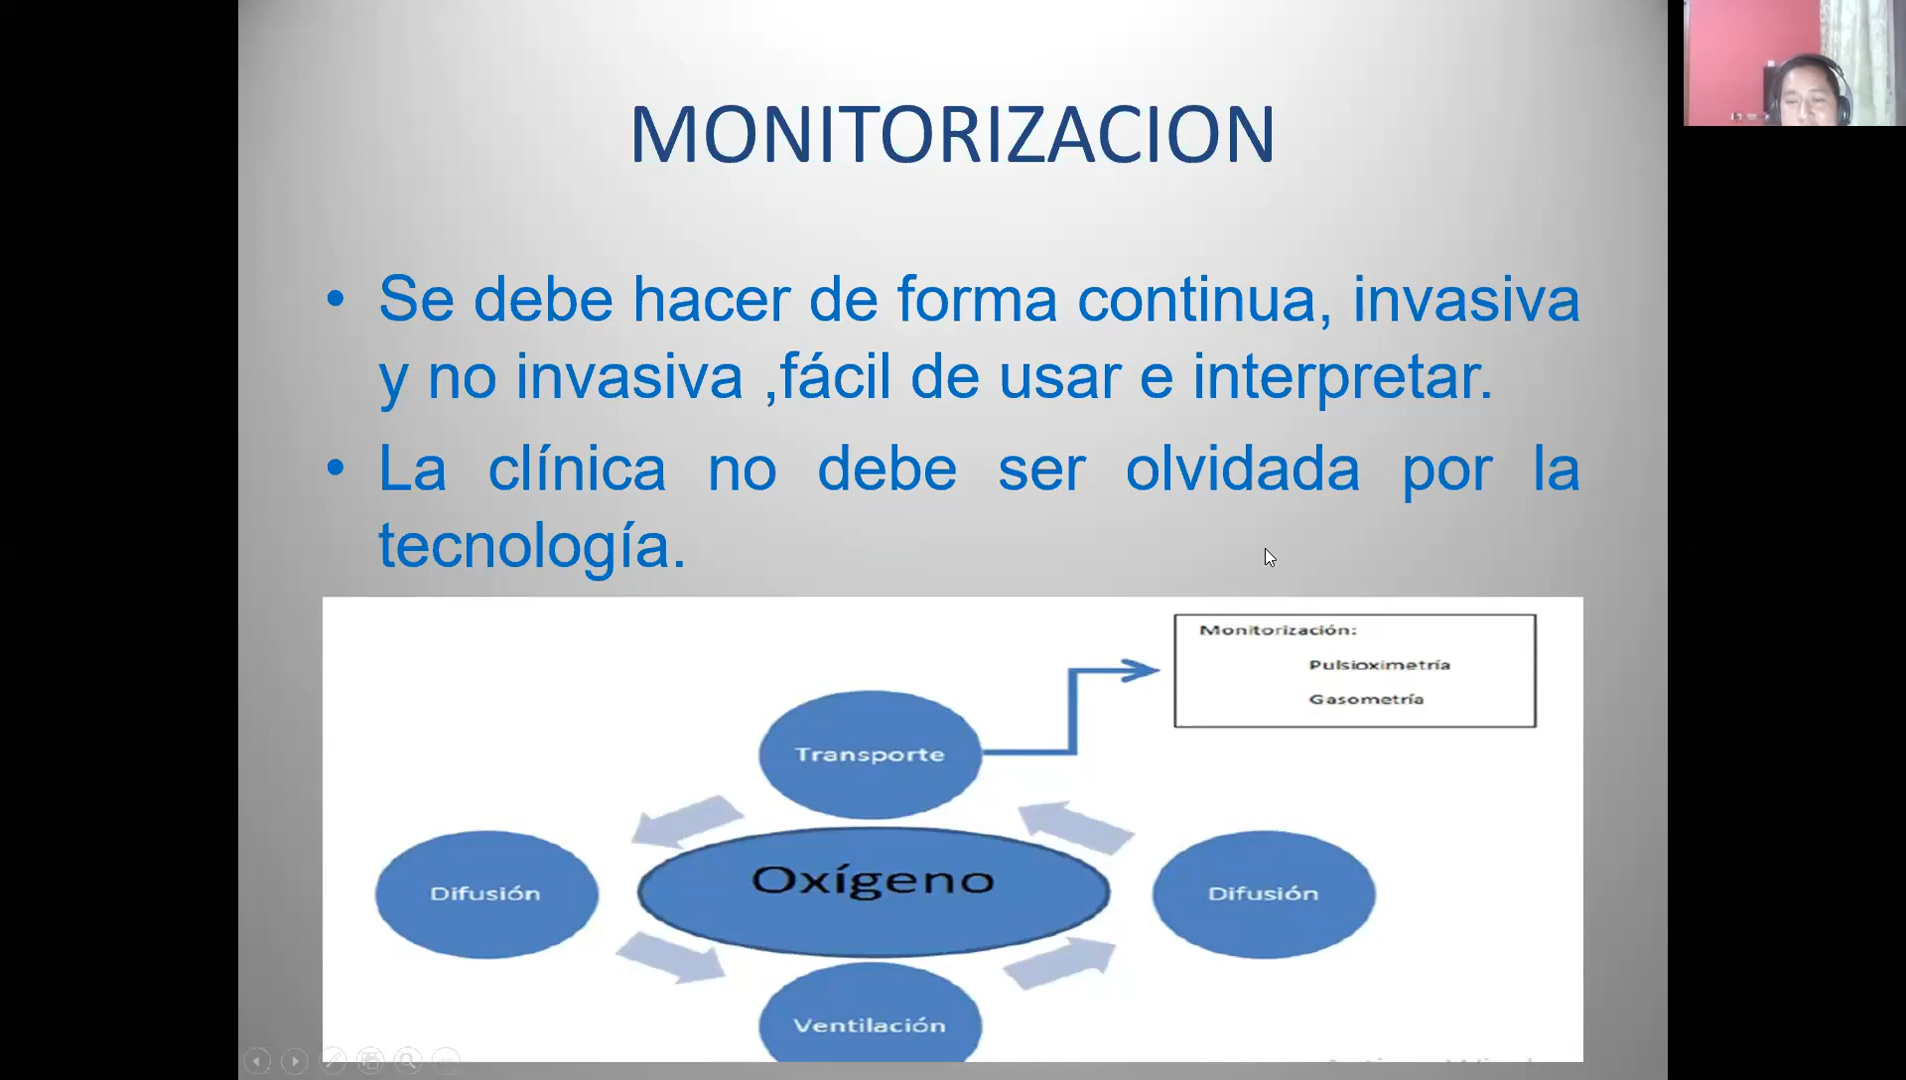 MONITORIZACION
• Se debe hacer de forma continua, invasiva
y no invasiva ,fácil de usar e interpretar.
• La clínica no debe ser olvidada por la
tecnología.
Monitorización:
Pulsioximetría
Gasometría
Transporte
Oxígeno
Difusión
Difusión
Ventilación